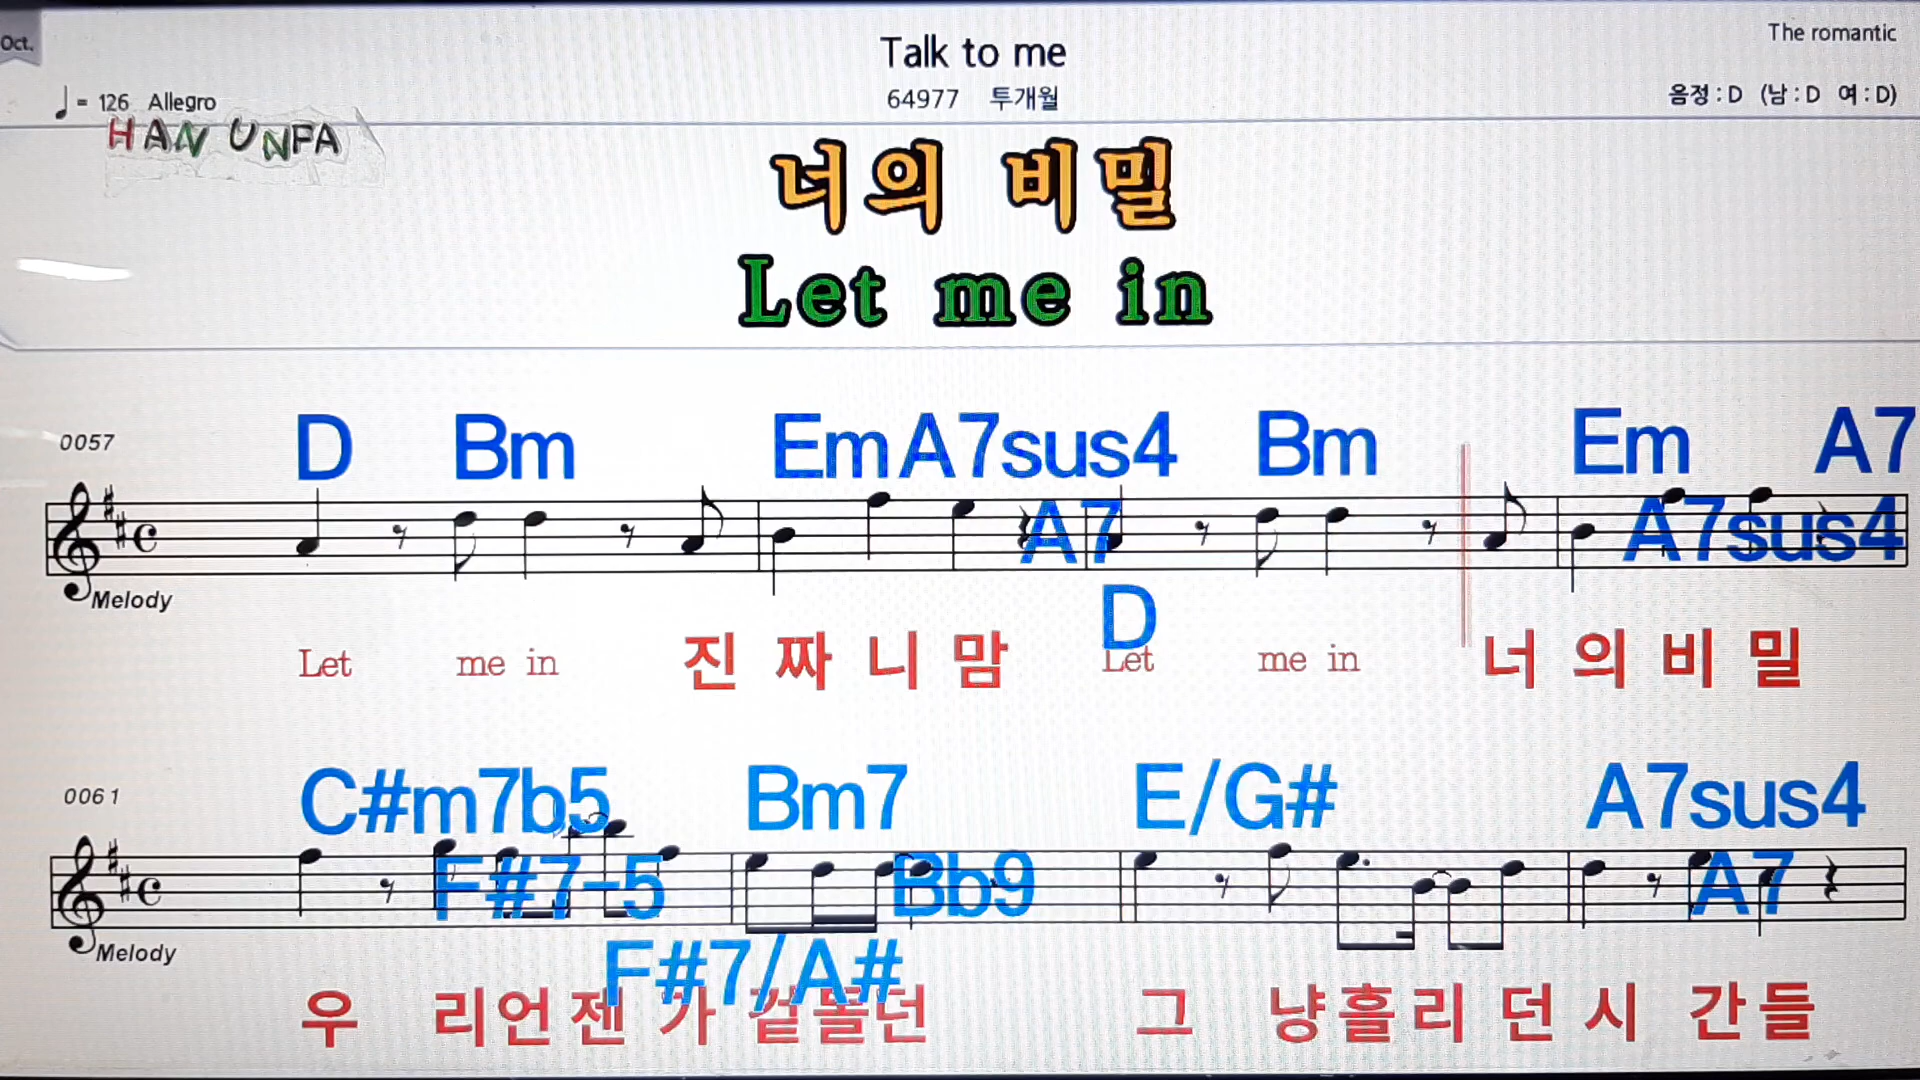 Oct.
Talk to me
The romantic
♩= 126 Allegro
64977 투개월
음정 : D (남 : D 여 : D)
HAN UNPA
너의 비밀
Let me in
0057
D Bm Em A7sus4 Bm Em A7
A7 A7sus4
Melody
D
Let me in 진 짜 니 맘 Let me in 너 의 비 밀
0061
C#m7b5 Bm7 E/G# A7sus4
F#7-5 Bb9 A7
Melody
F#7/A#
우 리 언 젠 가 겉 돌 던 그 냥 흘 리 던 시 간 들